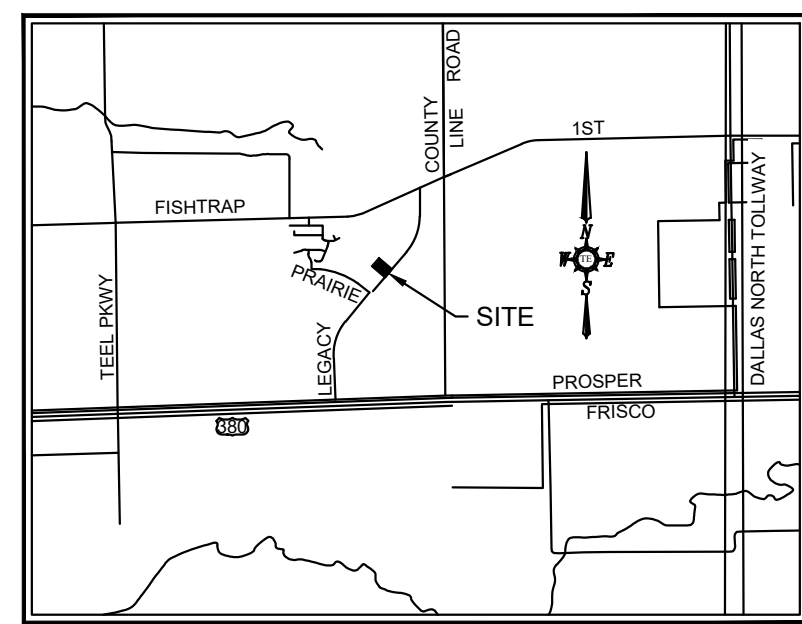 COUNTY
LINE
ROAD
1ST
FISHTRAP
PRAIRIE
TEEL PKWY
LEGACY
N
W
TE
E
S
SITE
DALLAS NORTH TOLLWAY
PROSPER
FRISCO
380